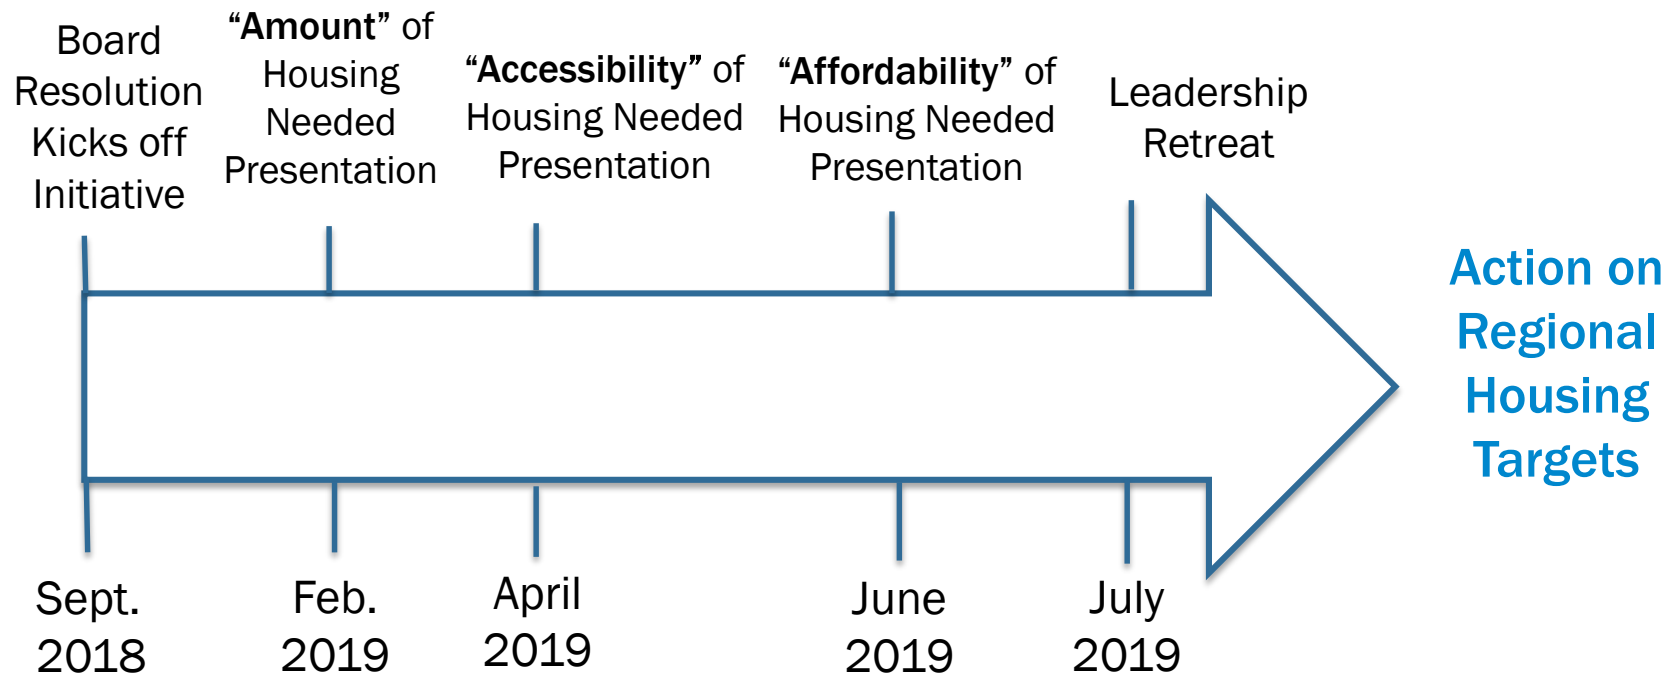 Board
Resolution
Kicks off
Initiative
“Amount” of
Housing
Needed
Presentation
“Accessibility” of
Housing Needed
Presentation
“Affordability” of
Housing Needed
Presentation
Leadership
Retreat
Action on
Regional
Housing
Targets
Sept.
2018
Feb.
2019
April
2019
June
2019
July
2019